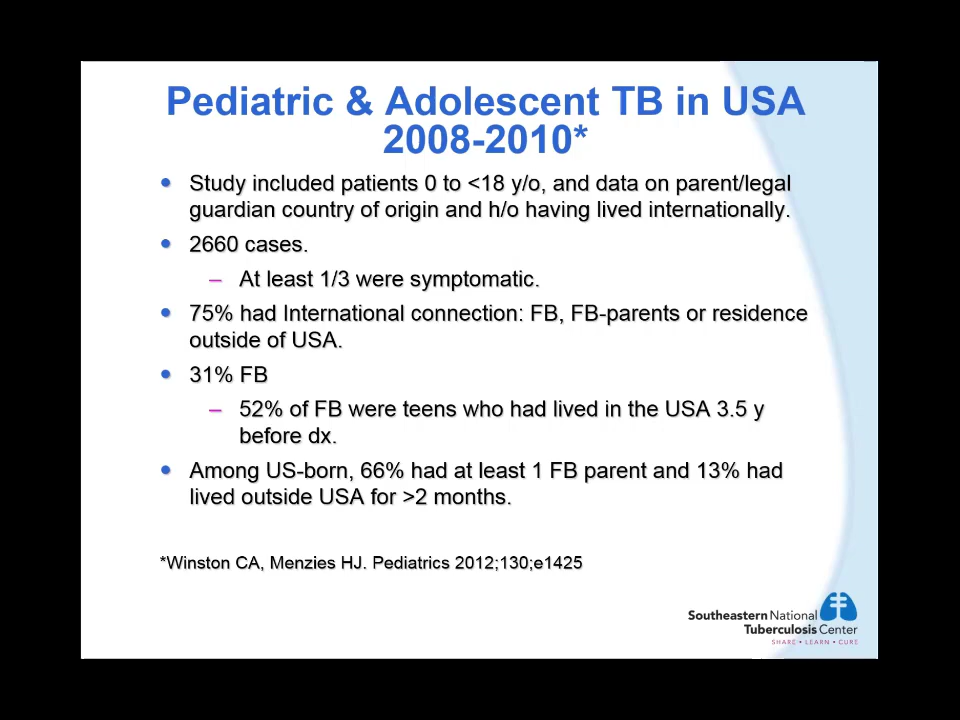 Pediatric & Adolescent TB in USA
2008-2010*
• Study included patients 0 to <18 y/o, and data on parent/legal
guardian country of origin and h/o having lived internationally.
• 2660 cases.
– At least 1/3 were symptomatic.
• 75% had International connection: FB, FB-parents or residence
outside of USA.
• 31% FB
– 52% of FB were teens who had lived in the USA 3.5 y
before dx.
• Among US-born, 66% had at least 1 FB parent and 13% had
lived outside USA for >2 months.
*Winston CA, Menzies HJ. Pediatrics 2012;130;e1425
Southeastern National
Tuberculosis Center
SHARE • LEARN • CURE